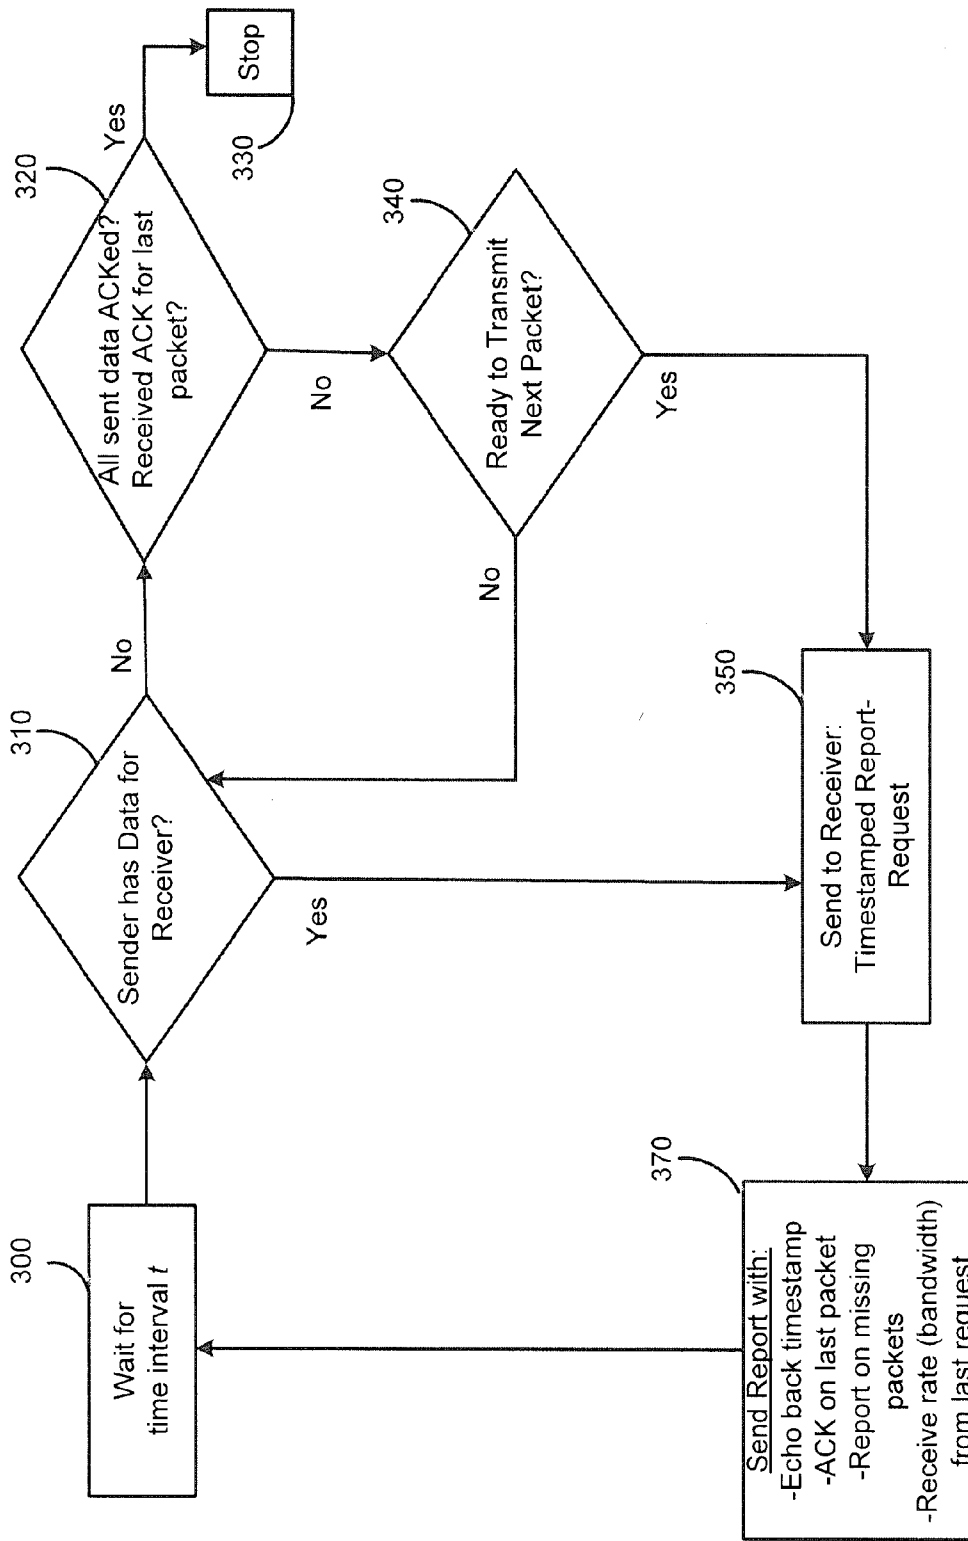 300
Wait for
time interval t
310
Sender has Data for
Receiver?
No
Yes
320
All sent data ACKed?
Received ACK for last
packet?
Yes
330
Stop
No
340
Ready to Transmit
Next Packet?
No
Yes
350
Send to Receiver:
Timestamped Report-
Request
370
Send Report with:
-Echo back timestamp
-ACK on last packet
-Report on missing
packets
-Receive rate (bandwidth)
from last request